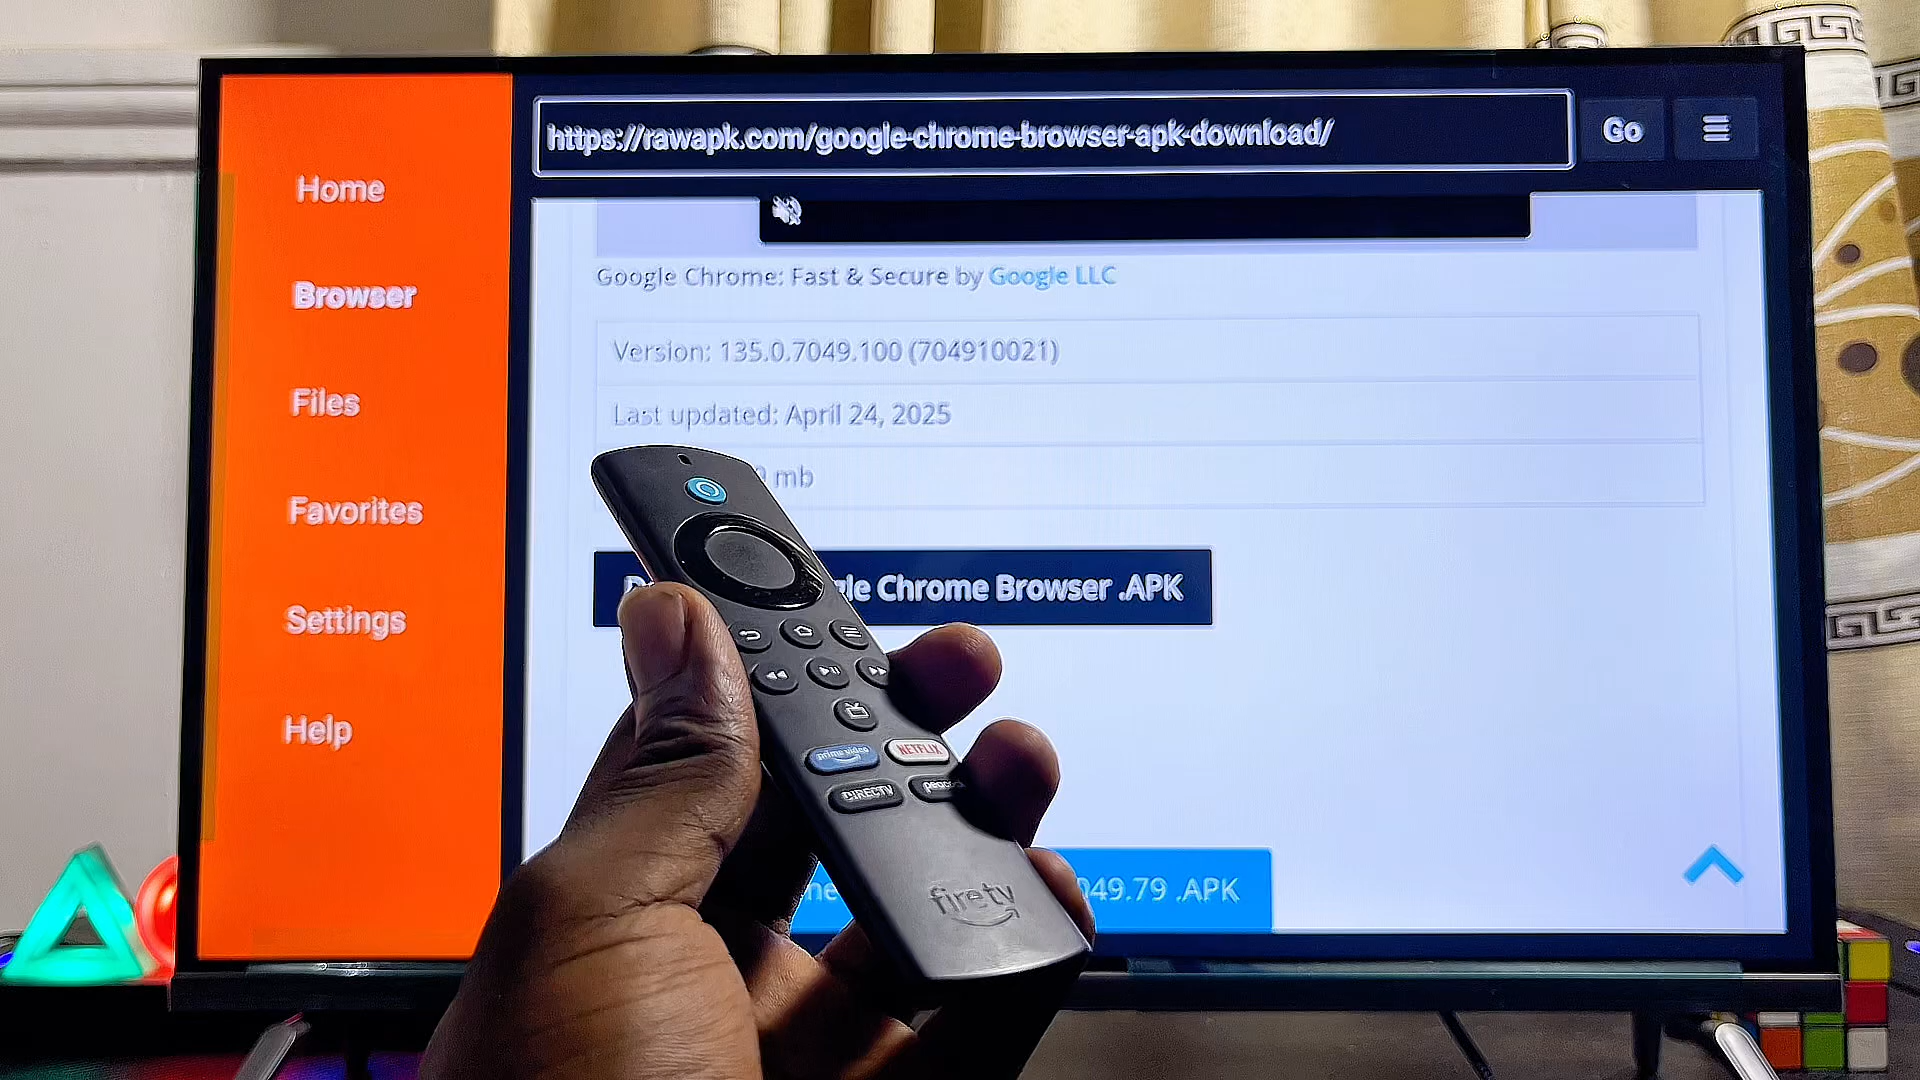 Home
Browser
Files
Favorites
Settings
Help
https://rawapk.com/google-chrome-browser-apk-download/
Go
Google Chrome: Fast & Secure by Google LLC
Version: 135.0.7049.100 (704910021)
Last updated: April 24, 2025
mb
Chrome Browser .APK
049.79 .APK
prime video
NETFLIX
DIRECTV
fire tv